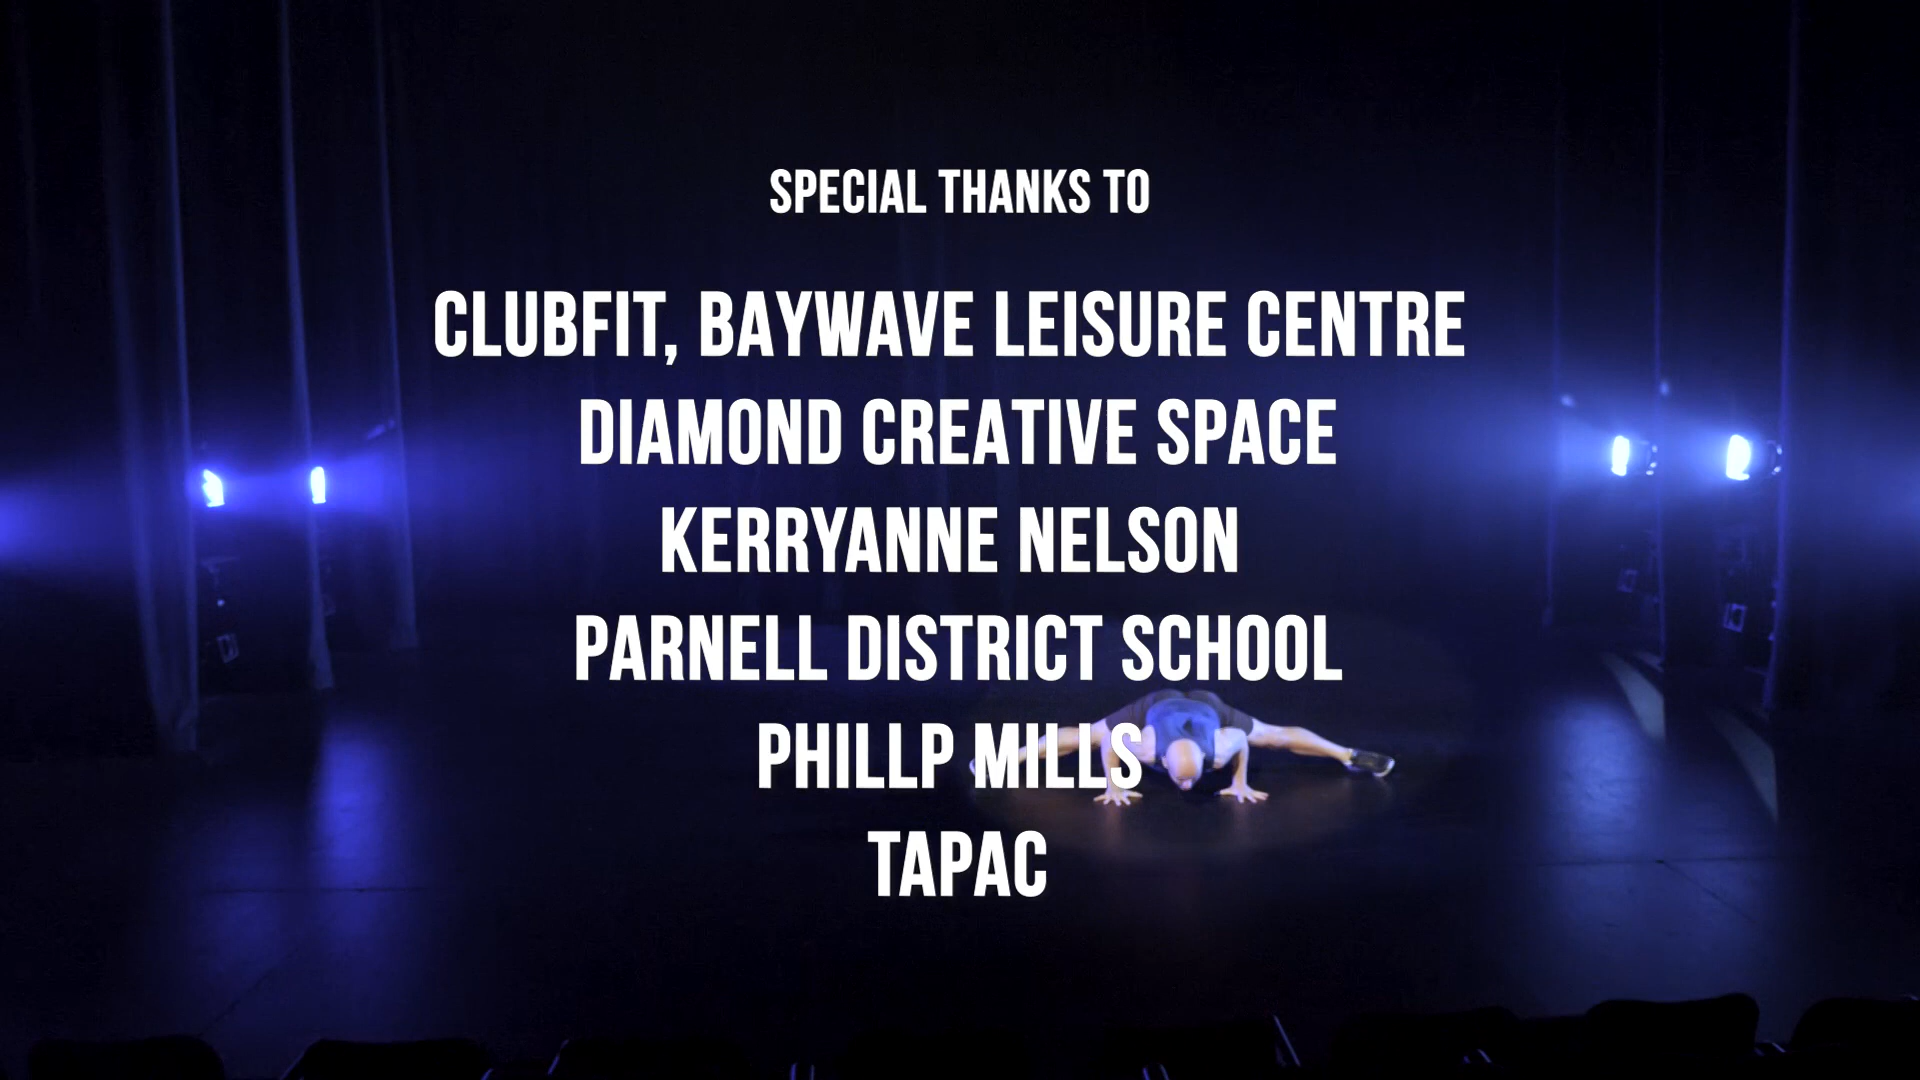 SPECIAL THANKS TO
CLUBFIT, BAYWAVE LEISURE CENTRE
DIAMOND CREATIVE SPACE
KERRYANNE NELSON
PARNELL DISTRICT SCHOOL
PHILLP MILLS
TAPAC